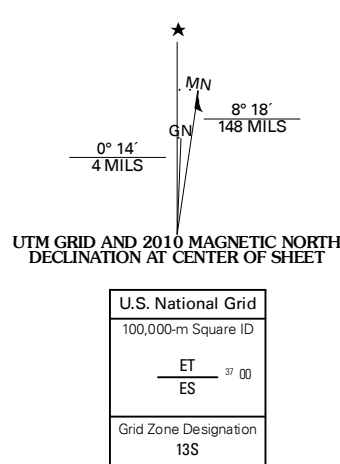 ★
MN
8° 18´
148 MILS
GN
0° 14´
4 MILS
UTM GRID AND 2010 MAGNETIC NORTH
DECLINATION AT CENTER OF SHEET
U.S. National Grid
100,000-m Square ID
ET
37 00
ES
Grid Zone Designation
13S